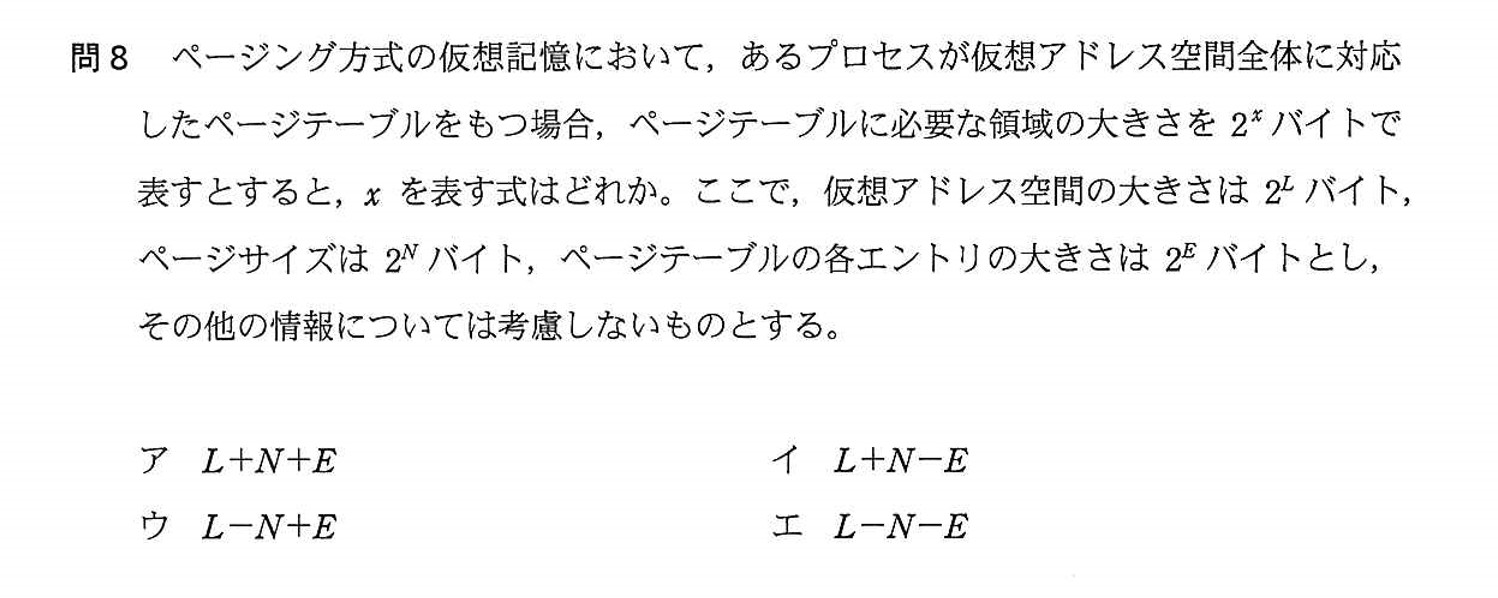 問8 ページング方式の仮想記憶において，あるプロセスが仮想アドレス空間全体に対応
したページテーブルをもつ場合，ページテーブルに必要な領域の大きさを 2ˣ バイトで
表すとすると，x を表す式はどれか。ここで，仮想アドレス空間の大きさは 2ᴸ バイト，
ページサイズは 2ᴺ バイト，ページテーブルの各エントリの大きさは 2ᴱ バイトとし，
その他の情報については考慮しないものとする。
ア L+N+E イ L+N−E
ウ L−N+E エ L−N−E